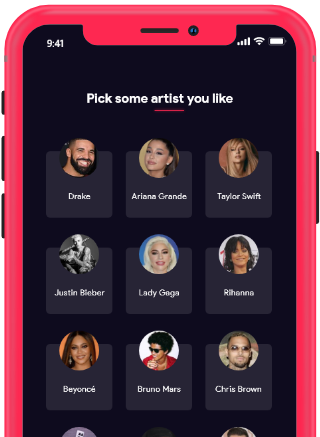 9:41
Pick some artist you like
Drake
Ariana Grande
Taylor Swift
Justin Bieber
Lady Gaga
Rihanna
Beyoncé
Bruno Mars
Chris Brown